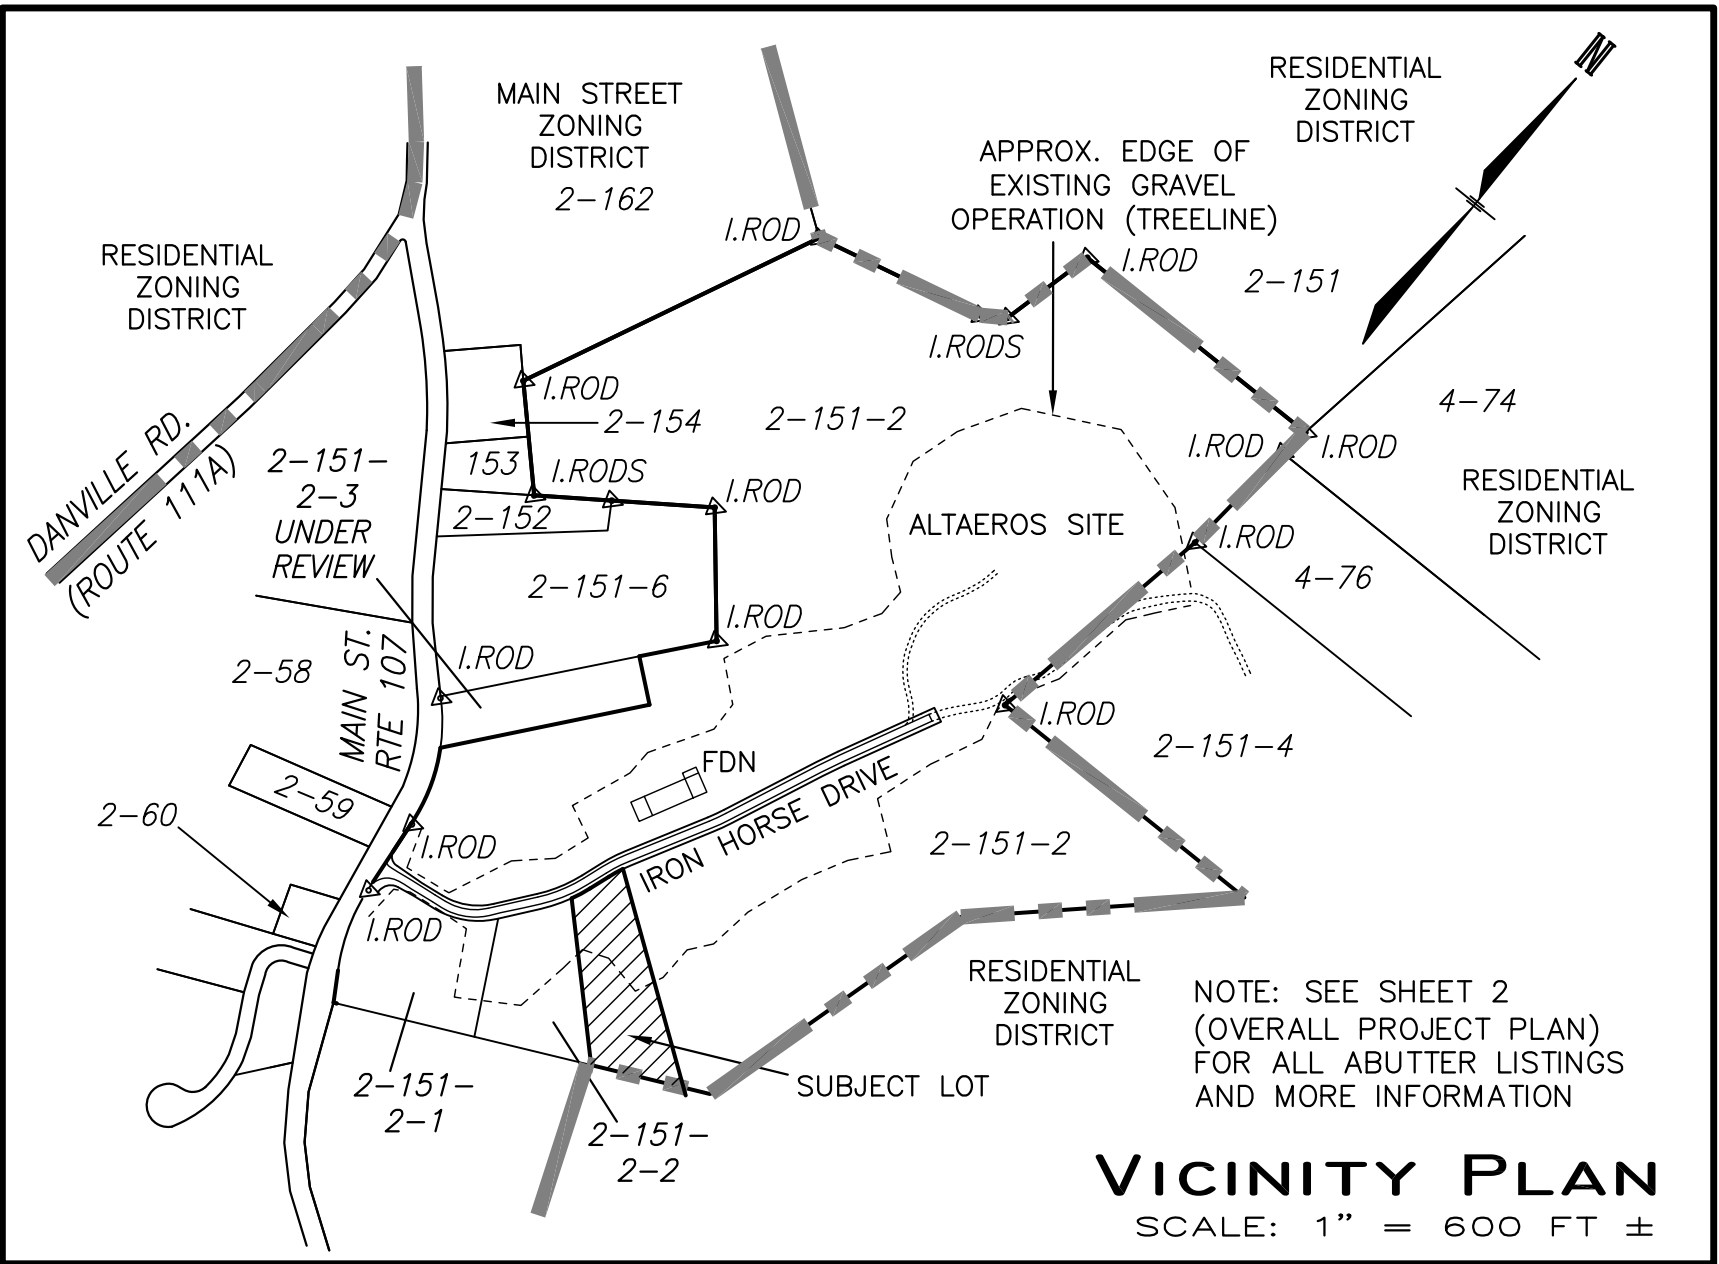 N
MAIN STREET
ZONING
DISTRICT
2-162
RESIDENTIAL
ZONING
DISTRICT
APPROX. EDGE OF
EXISTING GRAVEL
OPERATION (TREELINE)
RESIDENTIAL
ZONING
DISTRICT
I.ROD
I.ROD
2-151
I.RODS
I.ROD
2-154
2-151-2
4-74
DANVILLE RD.
(ROUTE 111A)
2-151-
2-3
UNDER
REVIEW
153
I.RODS
2-152
I.ROD
I.ROD
I.ROD
ALTAEROS SITE
RESIDENTIAL
ZONING
DISTRICT
I.ROD
4-76
2-151-6
I.ROD
I.ROD
2-58
MAIN ST.
RTE 107
I.ROD
2-151-4
FDN
2-59
2-60
IRON HORSE DRIVE
I.ROD
2-151-2
I.ROD
RESIDENTIAL
ZONING
DISTRICT
2-151-
2-1
SUBJECT LOT
2-151-
2-2
NOTE: SEE SHEET 2
(OVERALL PROJECT PLAN)
FOR ALL ABUTTER LISTINGS
AND MORE INFORMATION
VICINITY PLAN
SCALE: 1" = 600 FT ±